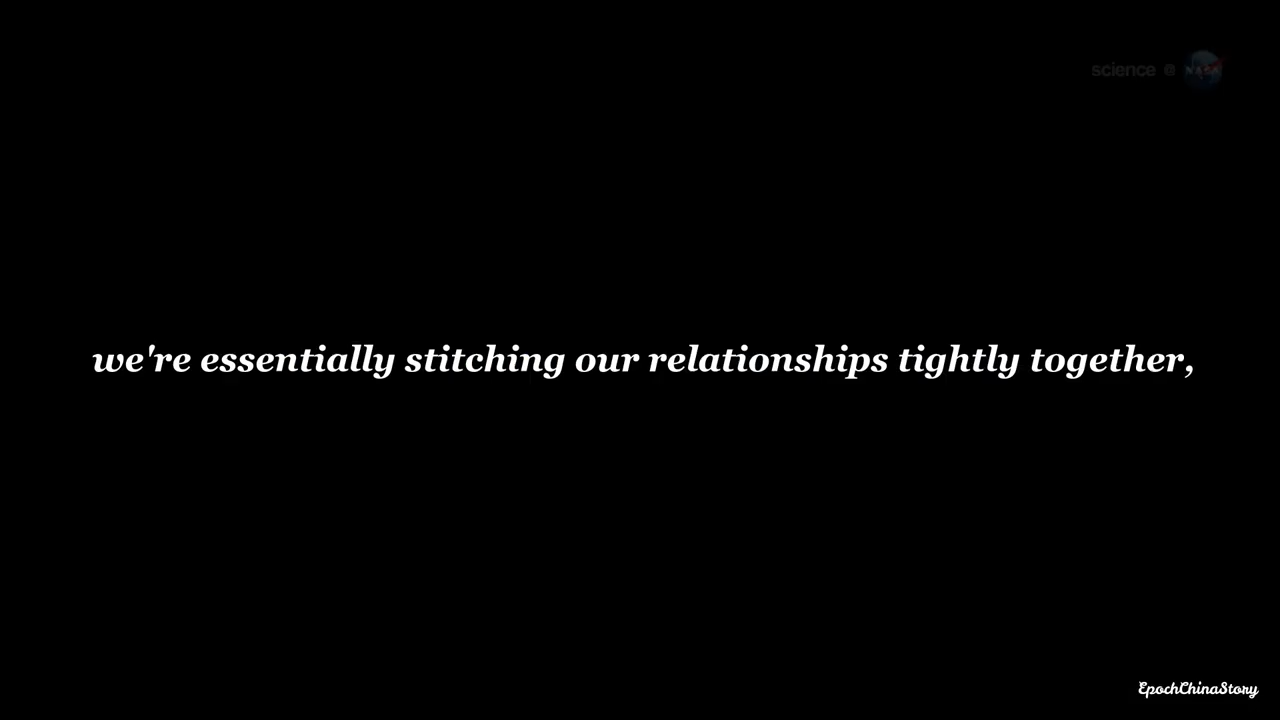 science @ NASA
we're essentially stitching our relationships tightly together,
EpochChinaStory